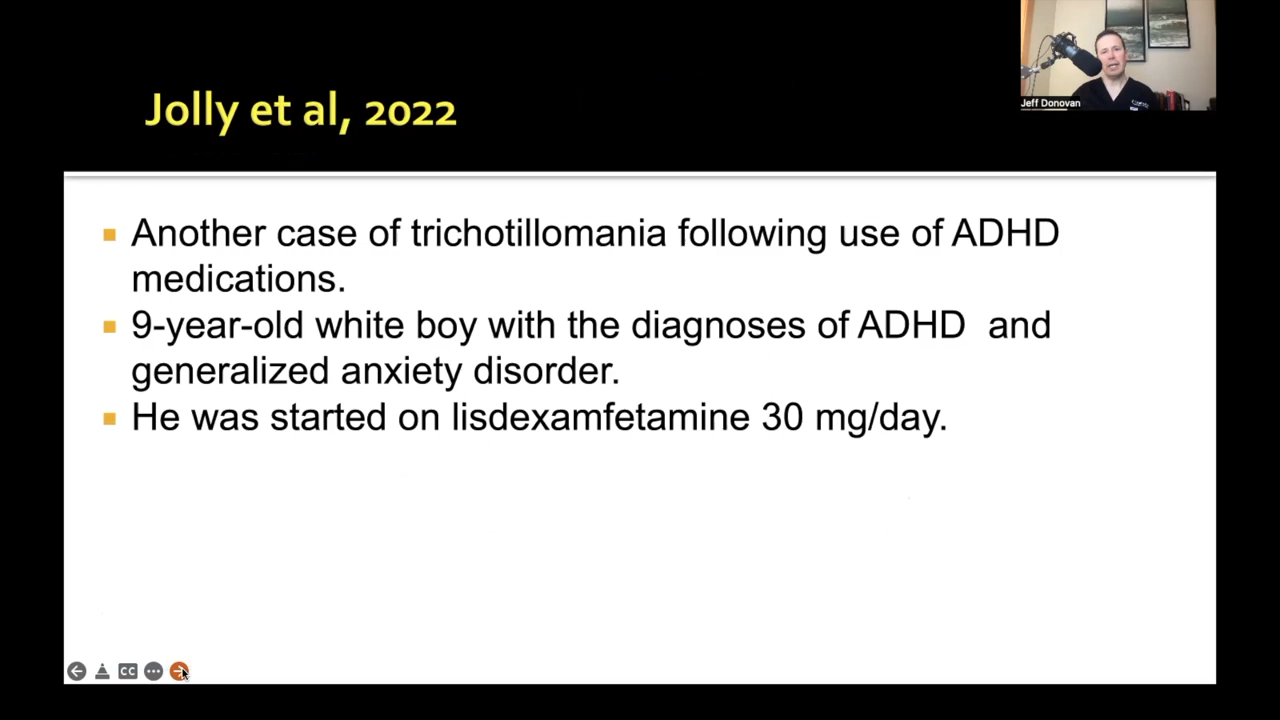 Jeff Donovan
Jolly et al, 2022
Another case of trichotillomania following use of ADHD
medications.
9-year-old white boy with the diagnoses of ADHD  and
generalized anxiety disorder.
He was started on lisdexamfetamine 30 mg/day.
CC